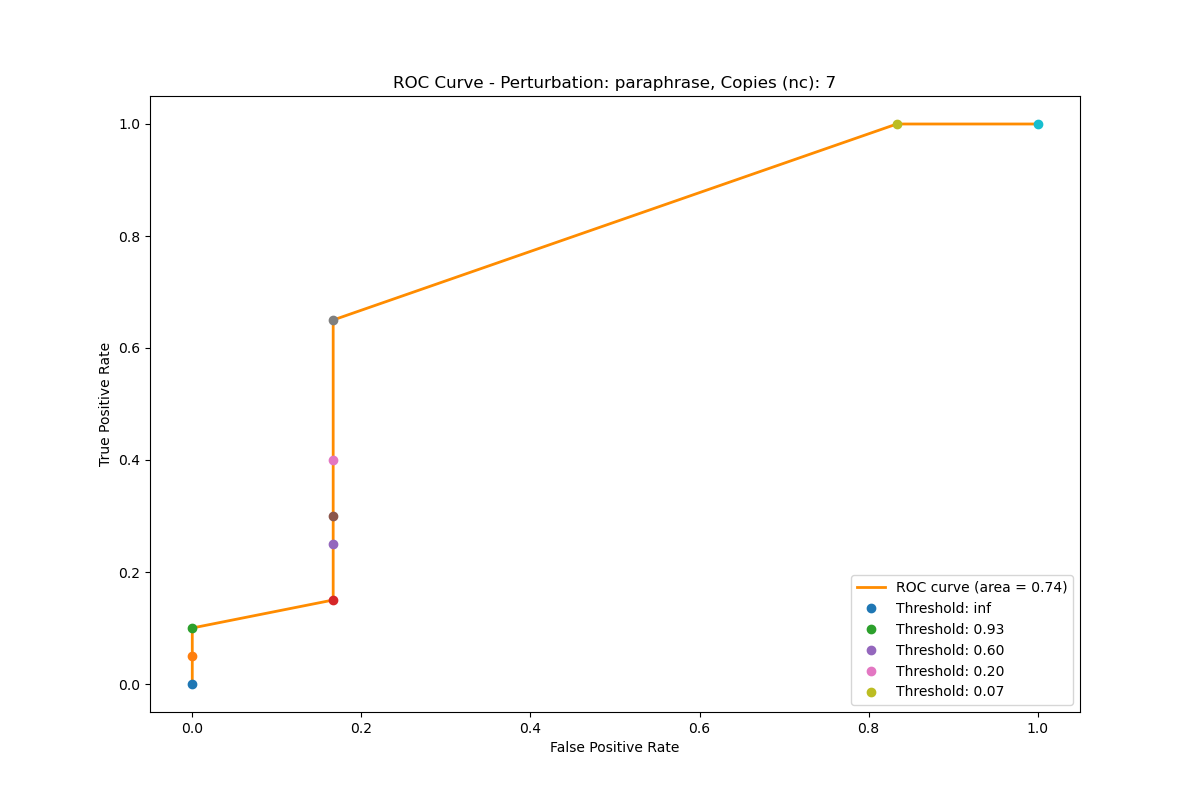 ROC Curve - Perturbation: paraphrase, Copies (nc): 7
True Positive Rate
1.0
0.8
0.6
0.4
0.2
0.0
0.0 0.2 0.4 0.6 0.8 1.0
False Positive Rate
ROC curve (area = 0.74)
Threshold: inf
Threshold: 0.93
Threshold: 0.60
Threshold: 0.20
Threshold: 0.07